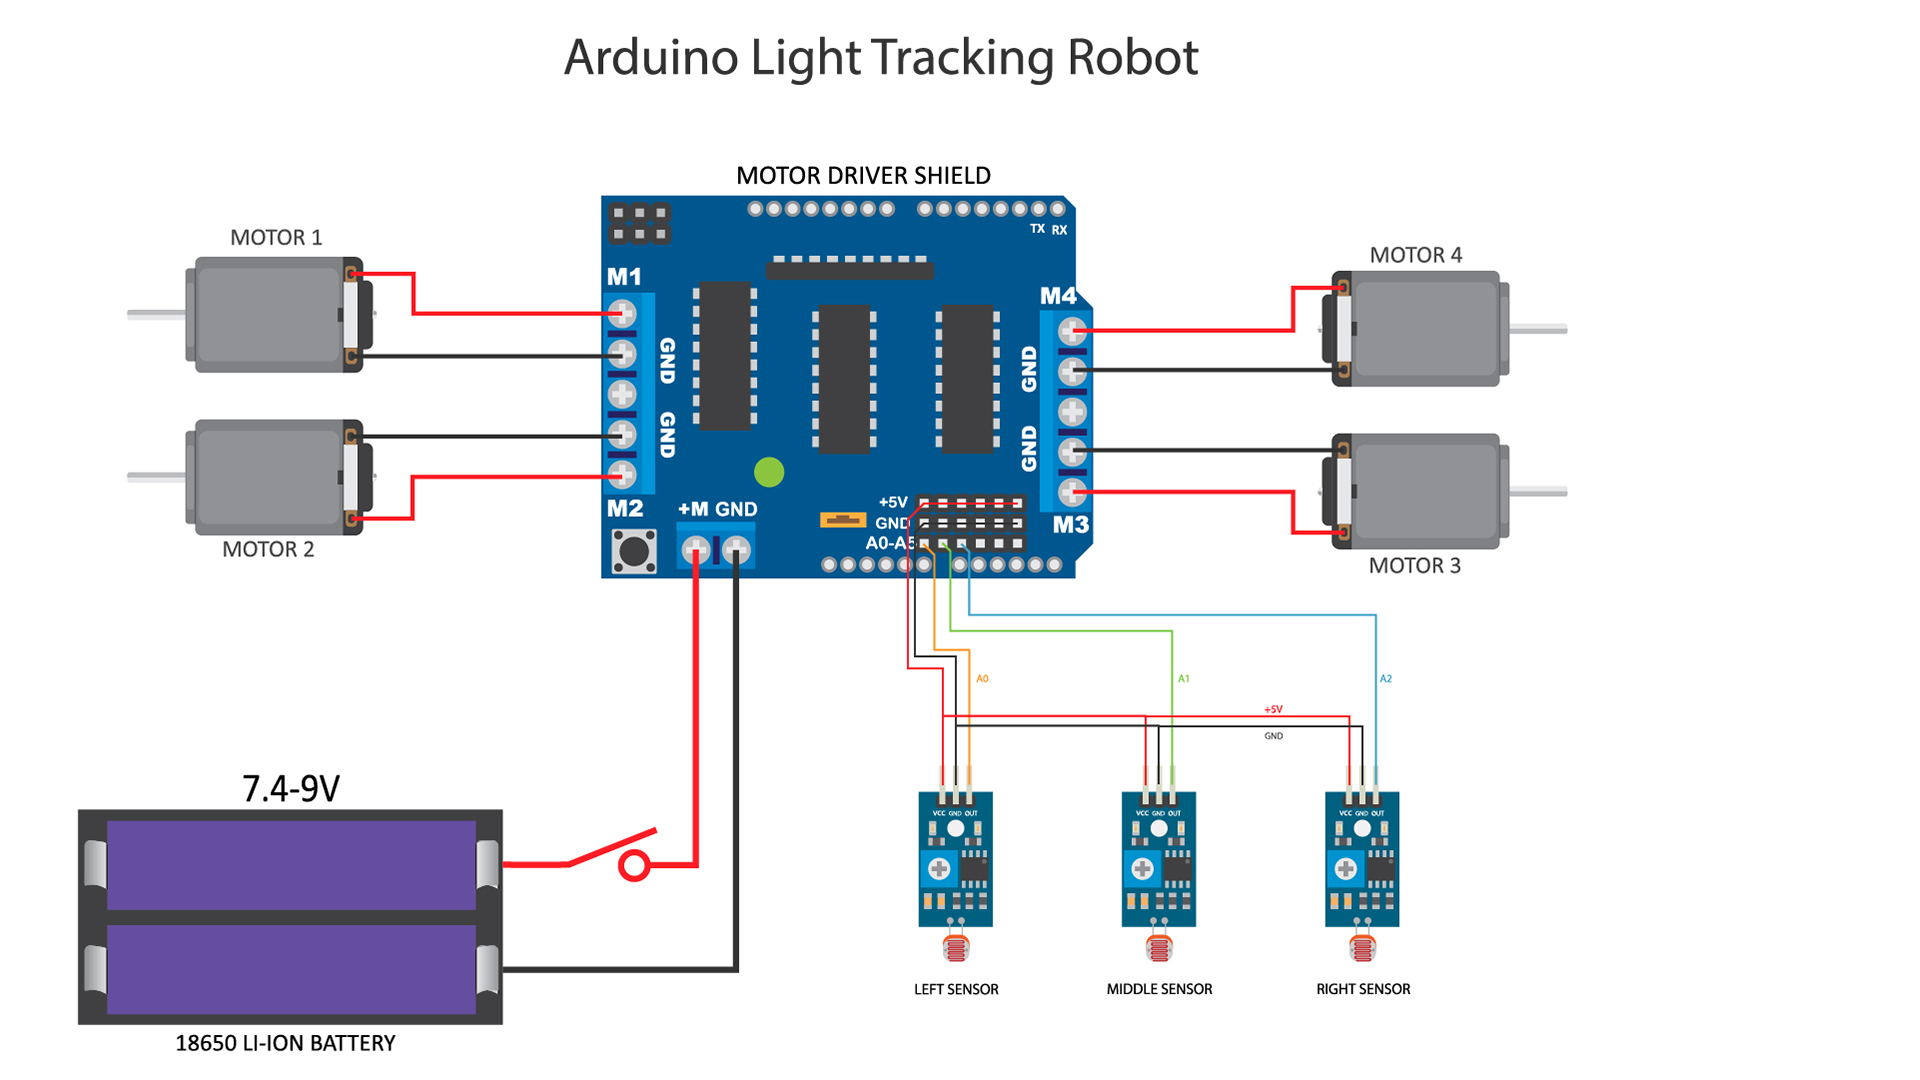 Arduino Light Tracking Robot
MOTOR DRIVER SHIELD
MOTOR 1
MOTOR 4
TX RX
M1
M4
GND
GND
GND
GND
M2
+M GND
+5V
GND
A0-A5
M3
MOTOR 2
MOTOR 3
A0
A1
A2
+5V
GND
7.4-9V
VCC GND OUT
VCC GND OUT
VCC GND OUT
LEFT SENSOR
MIDDLE SENSOR
RIGHT SENSOR
18650 LI-ION BATTERY